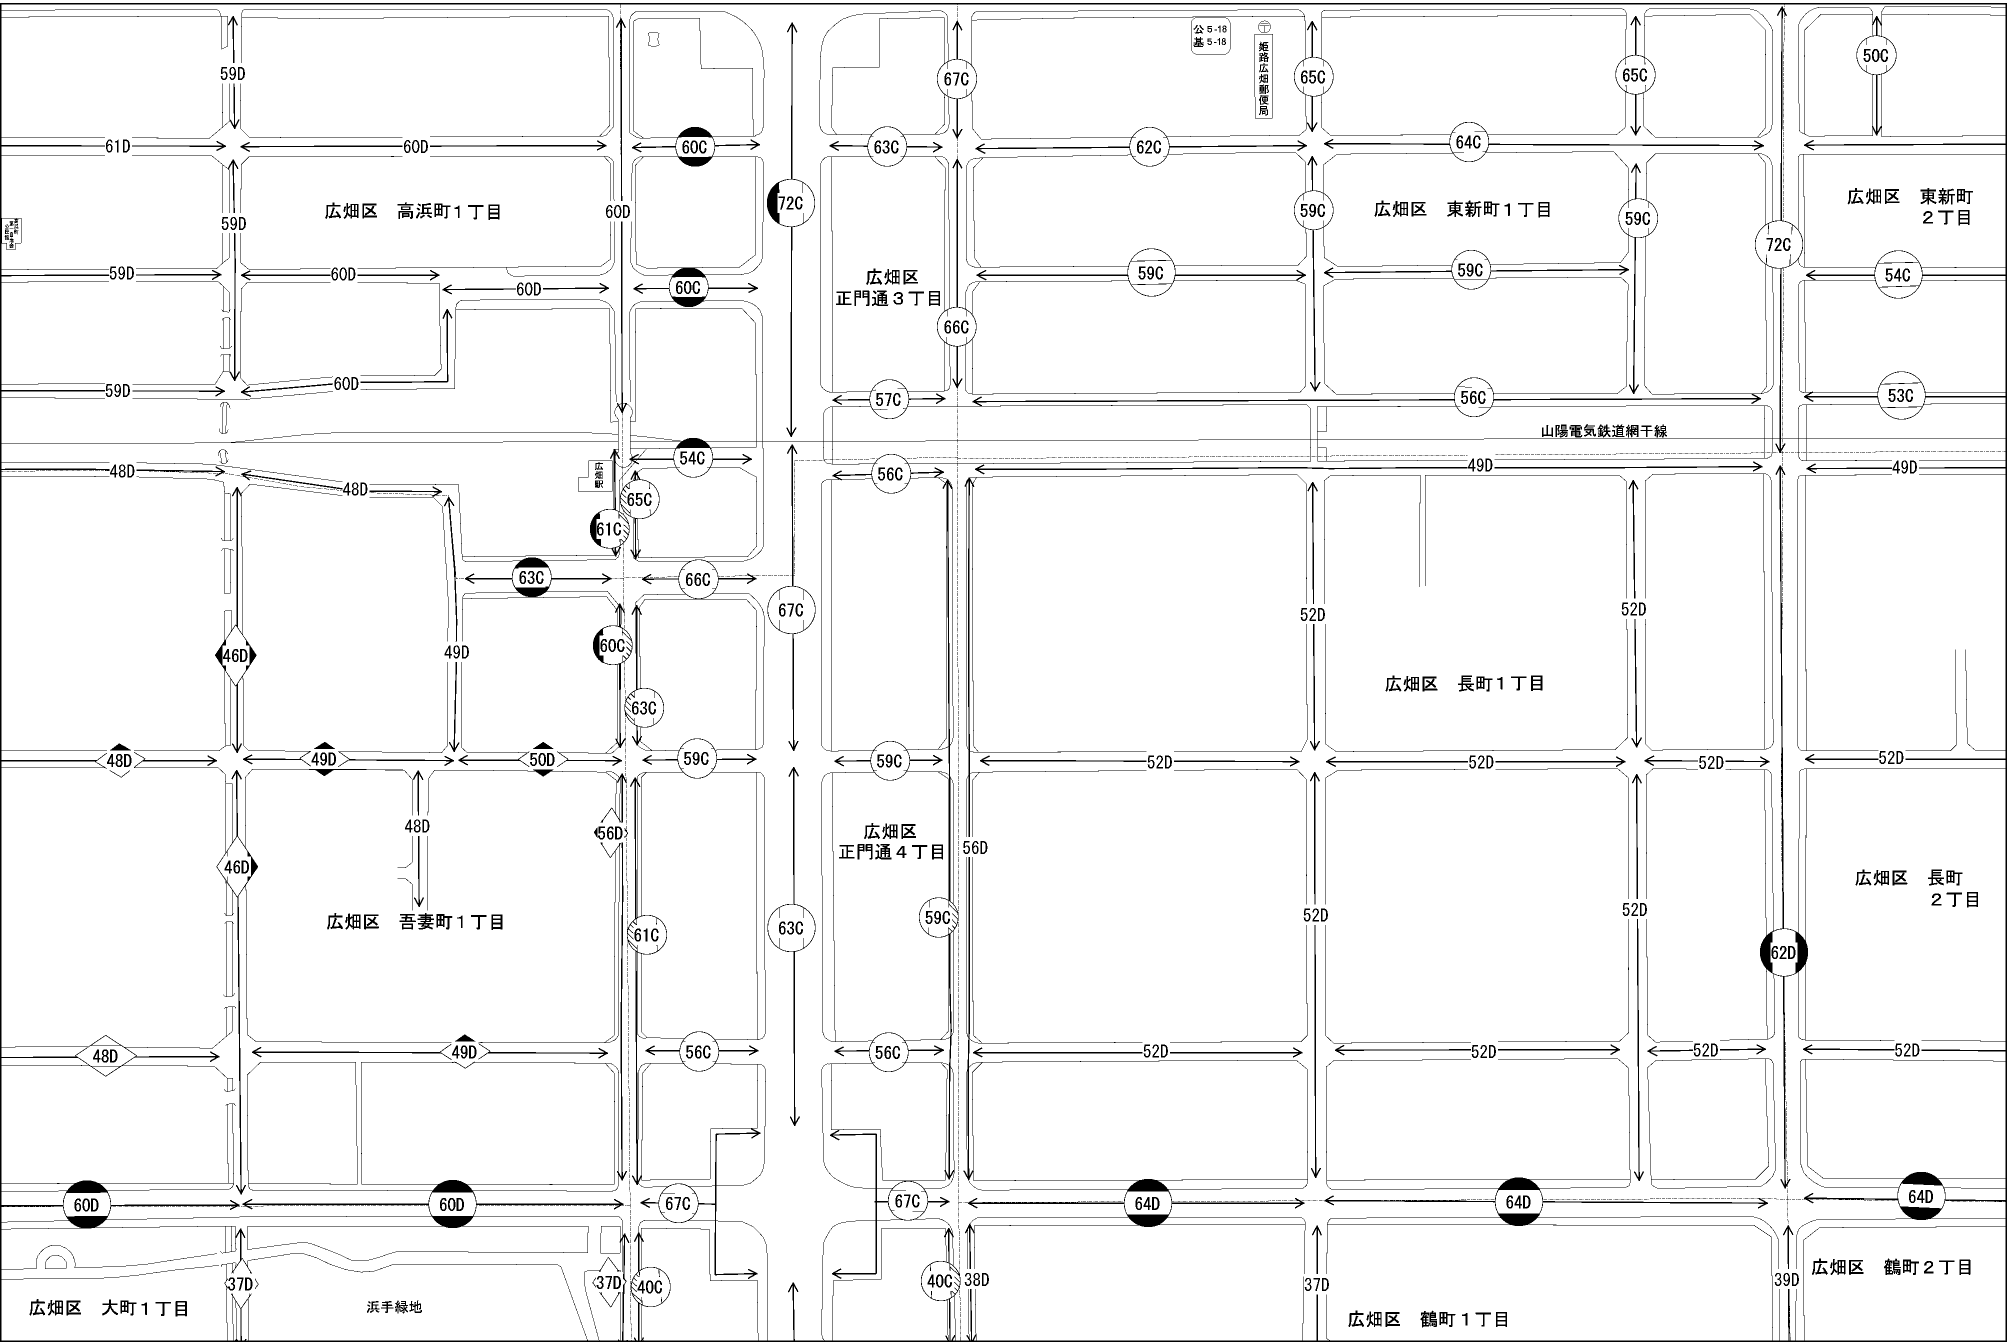 公 5-18
基 5-18
姫路広畑郵便局
50C
59D
67C
65C
65C
61D
60D
60C
63C
62C
64C
72C
広畑区　高浜町１丁目
60D
59D
59C
広畑区　東新町１丁目
59C
広畑区　東新町
２丁目
72C
59D
60D
60D
60C
広畑区
正門通３丁目
59C
59C
54C
66C
59D
60D
57C
56C
53C
山陽電気鉄道網干線
48D
48D
広畑駅
54C
56C
49D
49D
65C
61C
63C
66C
67C
52D
52D
46D
49D
60C
63C
広畑区　長町１丁目
48D
49D
50D
59C
59C
52D
52D
52D
52D
46D
48D
56D
広畑区
正門通４丁目
56D
広畑区　長町
２丁目
広畑区　吾妻町１丁目
61C
63C
59C
52D
52D
62D
48D
49D
56C
56C
52D
52D
52D
52D
60D
60D
67C
67C
64D
64D
64D
37D
37D
40C
40C
38D
37D
39D
広畑区　鶴町２丁目
広畑区　大町１丁目
浜手緑地
広畑区　鶴町１丁目